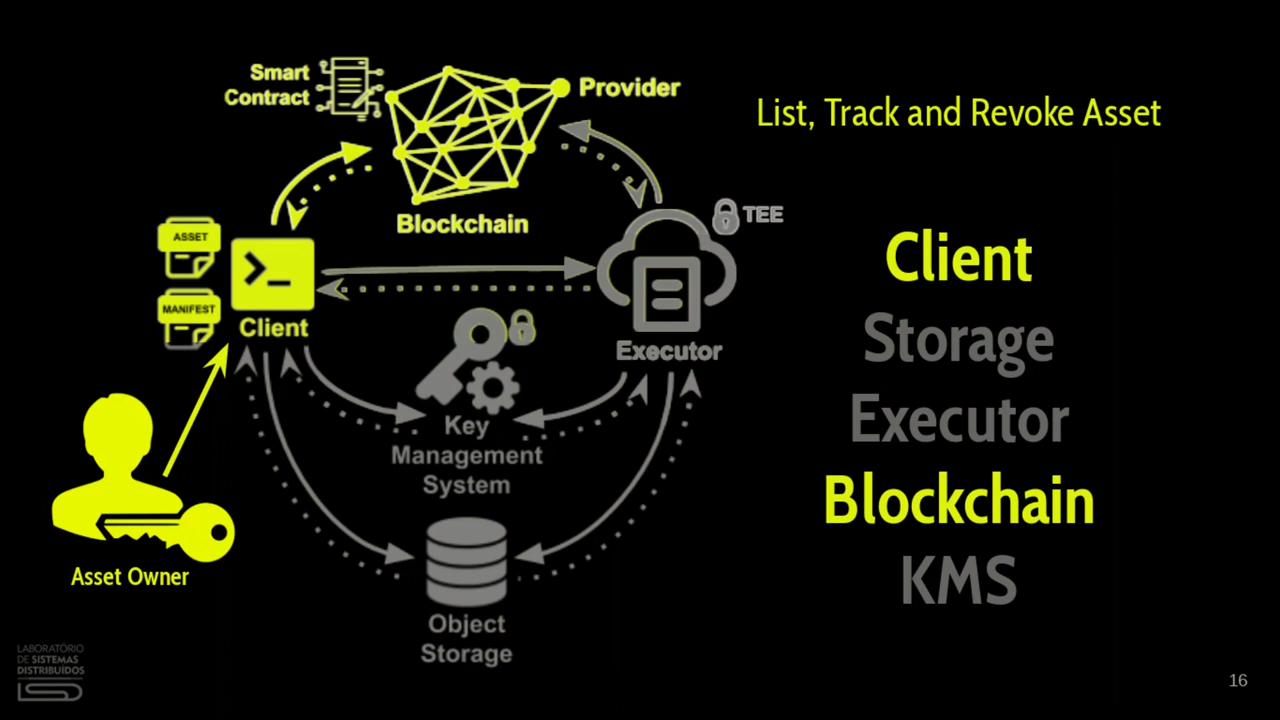 Smart
Contract
Provider
List, Track and Revoke Asset
Blockchain
TEE
ASSET
MANIFEST
Client
Executor
Key
Management
System
Asset Owner
Object
Storage
Client
Storage
Executor
Blockchain
KMS
LABORATÓRIO
DE SISTEMAS
DISTRIBUÍDOS
16